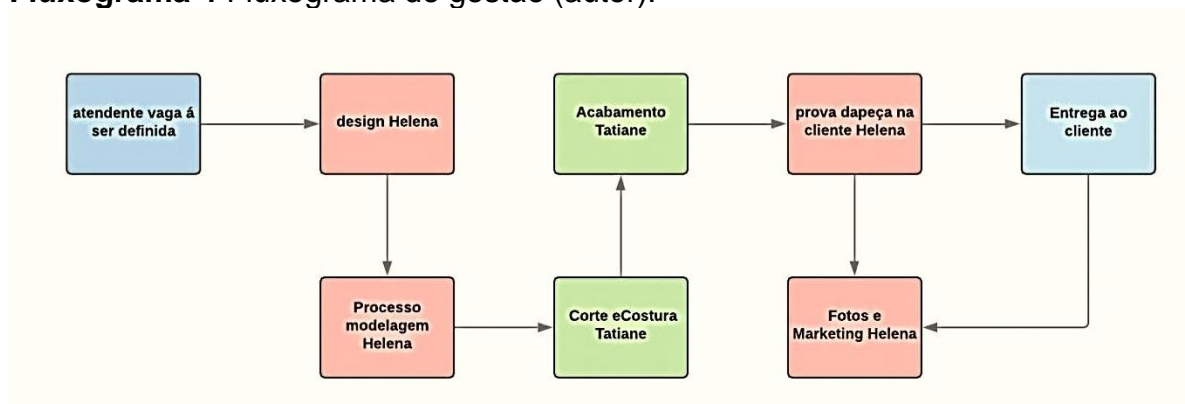 Fluxograma Fluxograma de gestão (autor).
atendente vaga á
ser definida
design Helena
Acabamento
Tatiane
prova dapeça na
cliente Helena
Entrega ao
cliente
Processo
modelagem
Helena
Corte eCostura
Tatiane
Fotos e
Marketing Helena